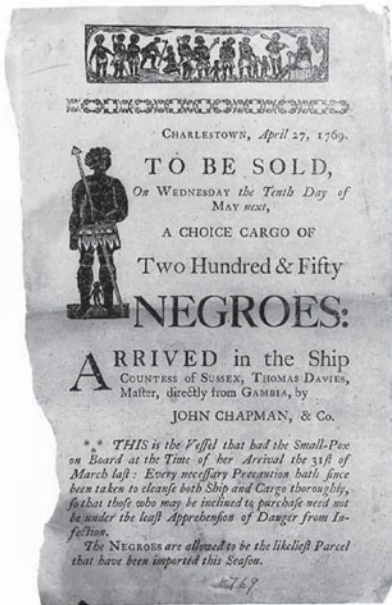 CHARLESTOWN, April 27, 1769.
TO BE SOLD,
On WEDNESDAY the Tenth Day of
MAY next,
A CHOICE CARGO OF
Two Hundred & Fifty
NEGROES:
ARRIVED in the Ship
COUNTESS OF SUSSEX, THOMAS DAVIES,
Maſter, directly from GAMBIA, by
JOHN CHAPMAN, & Co.
*⁎* THIS is the Veſſel that had the Small-Pox
on Board at the Time of her Arrival the 31ſt of
March laſt: Every neceſſary Precaution hath ſince
been taken to cleanſe both Ship and Cargo thoroughly,
ſo that thoſe who may be inclined to purchaſe need not
be under the leaſt Apprehenſion of Danger from In-
fection.
The NEGROES are allowed to be the likelieſt Parcel
that have been imported this Seaſon.
1769